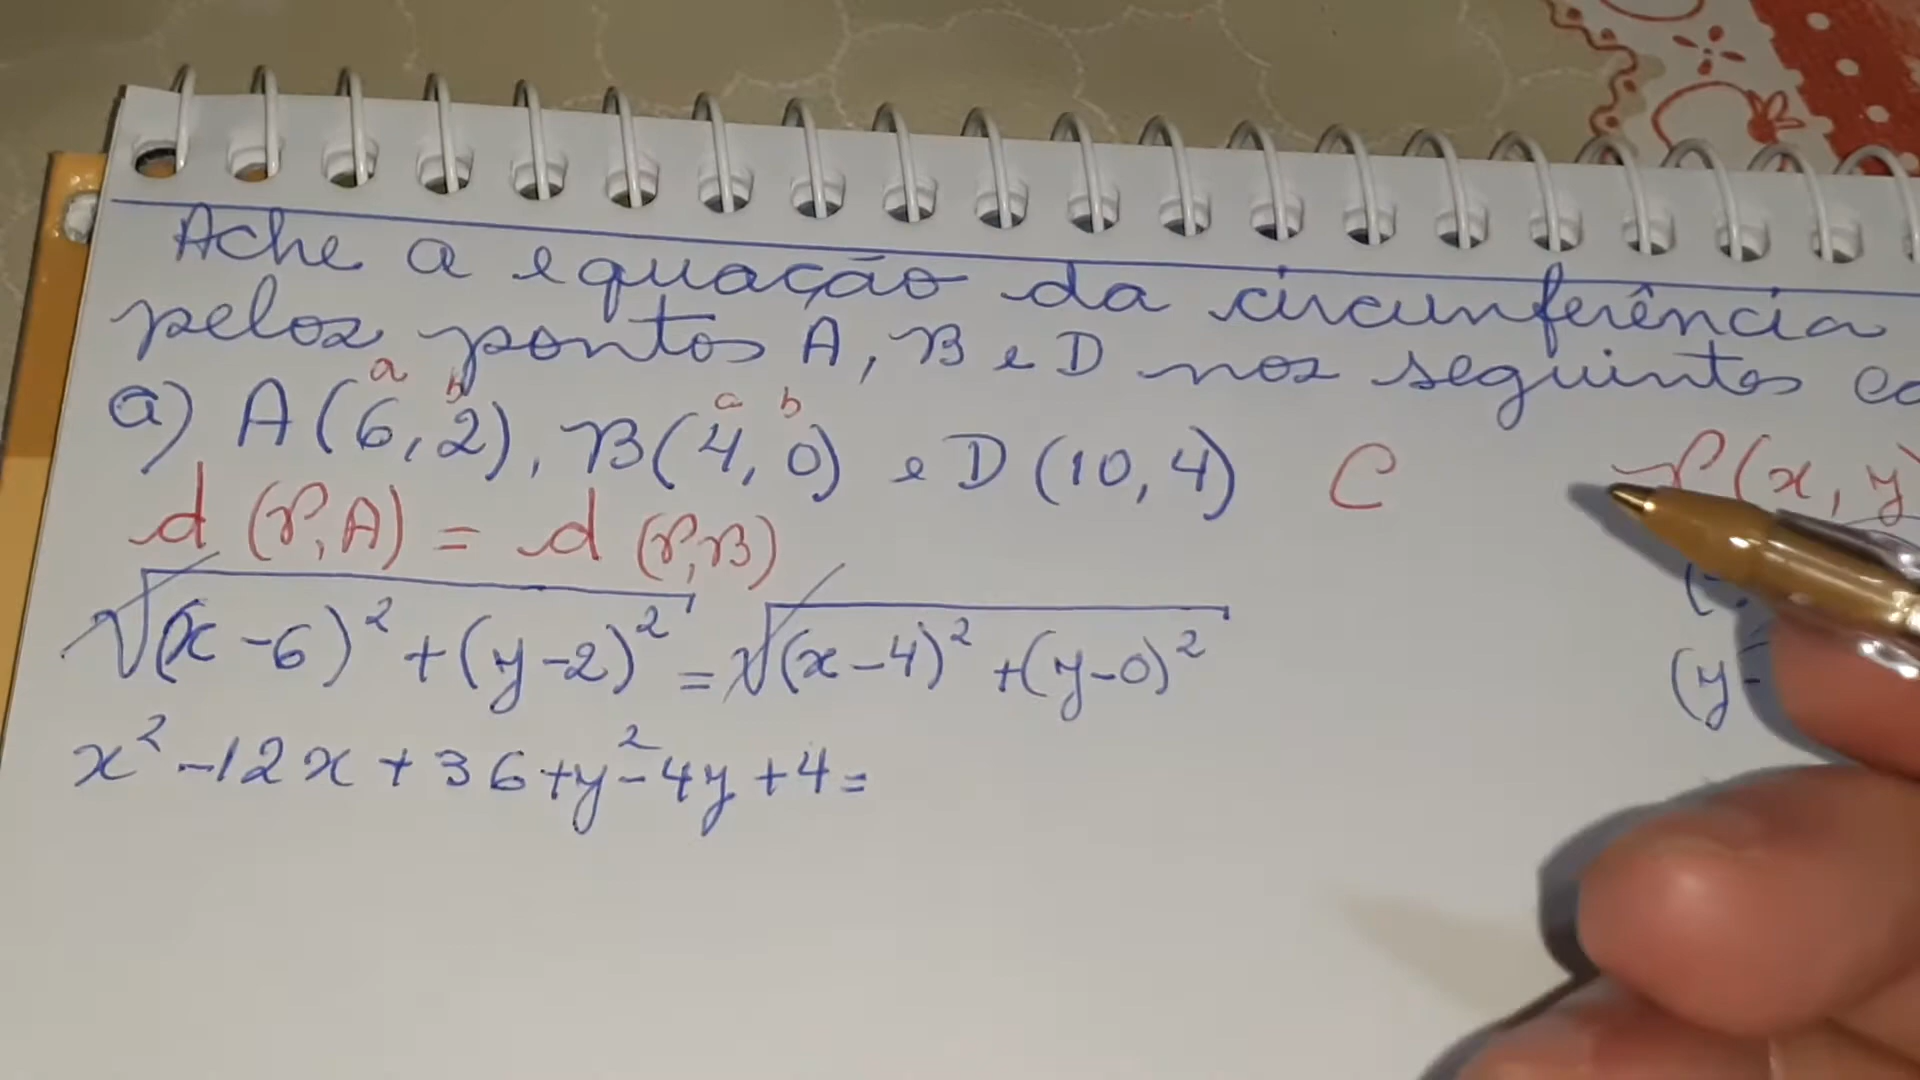 Ache a equação da circunferência
pelos pontos A, B e D nos seguintes
a b a b
a) A(6,2), B(4,0) e D(10,4) C P(x,y)
d(P,A) = d(P,B)
√(x-6)²+(y-2)² = √(x-4)²+(y-0)²
(y-
x²-12x+36+y²-4y+4=